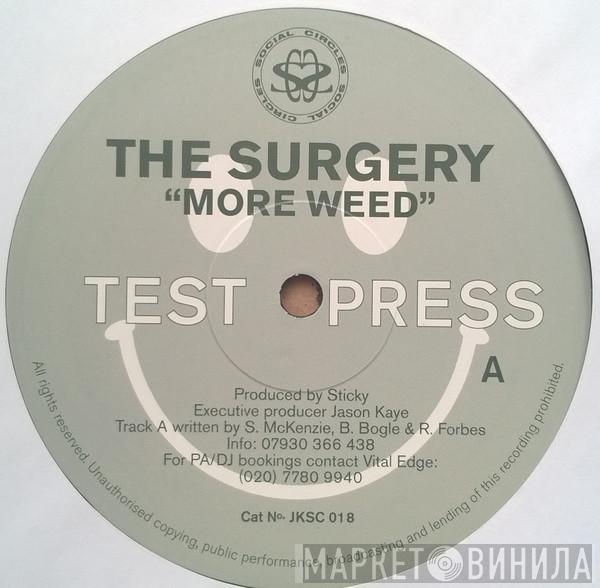 SOCIAL CIRCLES SOCIAL CIRCLES
THE SURGERY
“MORE WEED”
TEST PRESS
A
Produced by Sticky
Executive producer Jason Kaye
Track A written by S. McKenzie, B. Bogle & R. Forbes
Info: 07930 366 438
For PA/DJ bookings contact Vital Edge:
(020) 7780 9940
Cat No. JKSC 018
All rights reserved. Unauthorised copying, public performance, broadcasting and lending of this recording prohibited.
МАРКЕТ ВИНИЛА